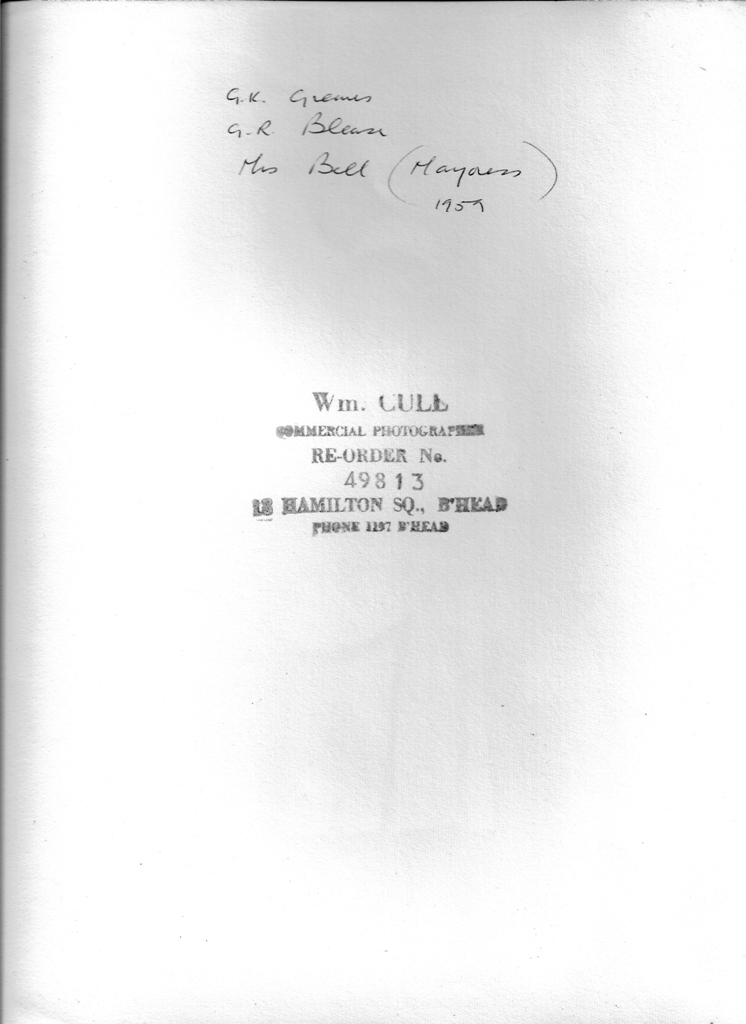 G.K. Greaves
G.R. Blease
Mrs Bell (Mayoress)
1959
Wm. CULL
COMMERCIAL PHOTOGRAPHER
RE-ORDER No.
49813
18 HAMILTON SQ., B'HEAD
PHONE 1197 B'HEAD